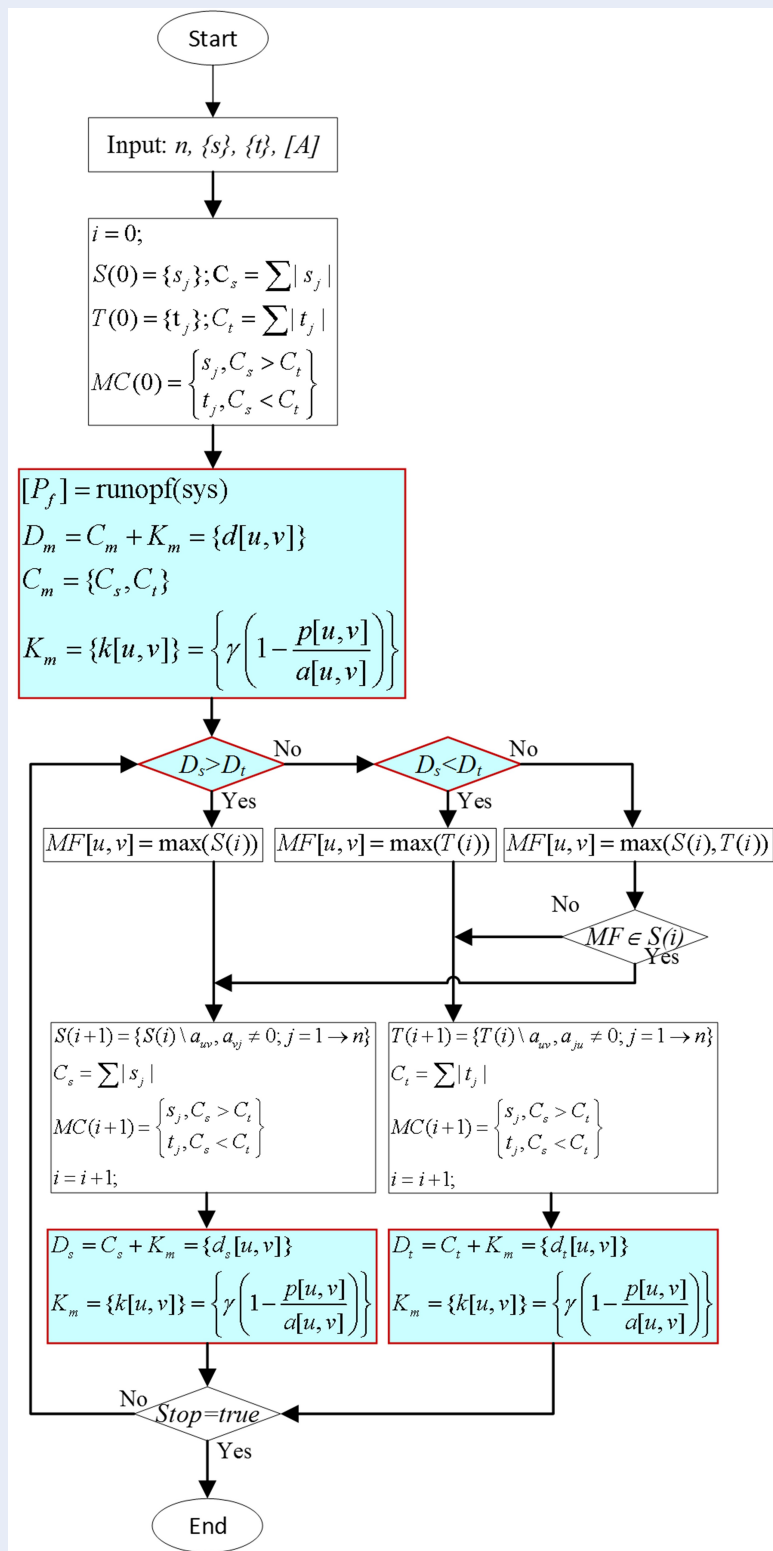 Start
Input: n, {s}, {t}, [A]
i = 0;
S(0) = {s_j}; C_s = ∑| s_j |
T(0) = {t_j}; C_t = ∑| t_j |
MC(0) = { s_j, C_s > C_t
t_j, C_s < C_t }
[P_f] = runopf(sys)
D_m = C_m + K_m = {d[u,v]}
C_m = {C_s, C_t}
K_m = {k[u,v]} = { γ ( 1 − p[u,v] / a[u,v] ) }
D_s>D_t
No
D_s<D_t
No
Yes
Yes
MF[u,v] = max(S(i))
MF[u,v] = max(T(i))
MF[u,v] = max(S(i),T(i))
No
MF ∈ S(i)
Yes
S(i+1) = {S(i) \ a_uv, a_vj ≠ 0; j = 1 → n}
C_s = ∑| s_j |
MC(i+1) = { s_j, C_s > C_t
t_j, C_s < C_t }
i = i+1;
T(i+1) = {T(i) \ a_uv, a_ju ≠ 0; j = 1 → n}
C_t = ∑| t_j |
MC(i+1) = { s_j, C_s > C_t
t_j, C_s < C_t }
i = i+1;
D_s = C_s + K_m = {d_s[u,v]}
K_m = {k[u,v]} = { γ ( 1 − p[u,v] / a[u,v] ) }
D_t = C_t + K_m = {d_t[u,v]}
K_m = {k[u,v]} = { γ ( 1 − p[u,v] / a[u,v] ) }
No
Stop=true
Yes
End